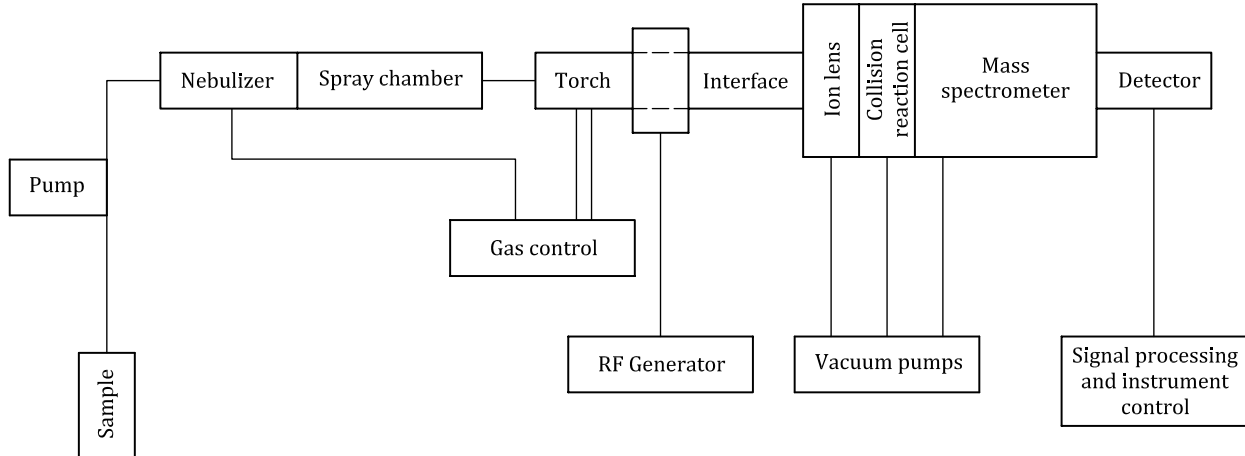 Nebulizer
Spray chamber
Torch
Interface
Ion lens
Collision
reaction cell
Mass
spectrometer
Detector
Pump
Gas control
Sample
RF Generator
Vacuum pumps
Signal processing
and instrument
control